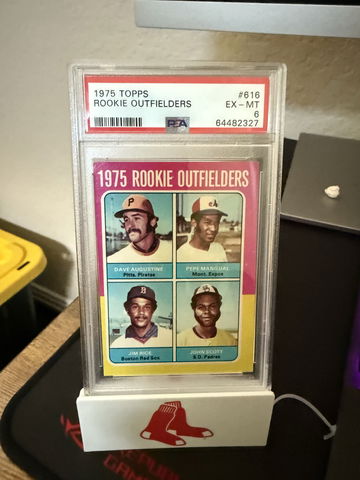 1975 TOPPS #616
ROOKIE OUTFIELDERS EX - MT
6
PSA 64482327
1975 ROOKIE OUTFIELDERS
DAVE AUGUSTINE
Pitts. Pirates
PEPE MANGUAL
Mont. Expos
JIM RICE
Boston Red Sox
JOHN SCOTT
S.D. Padres